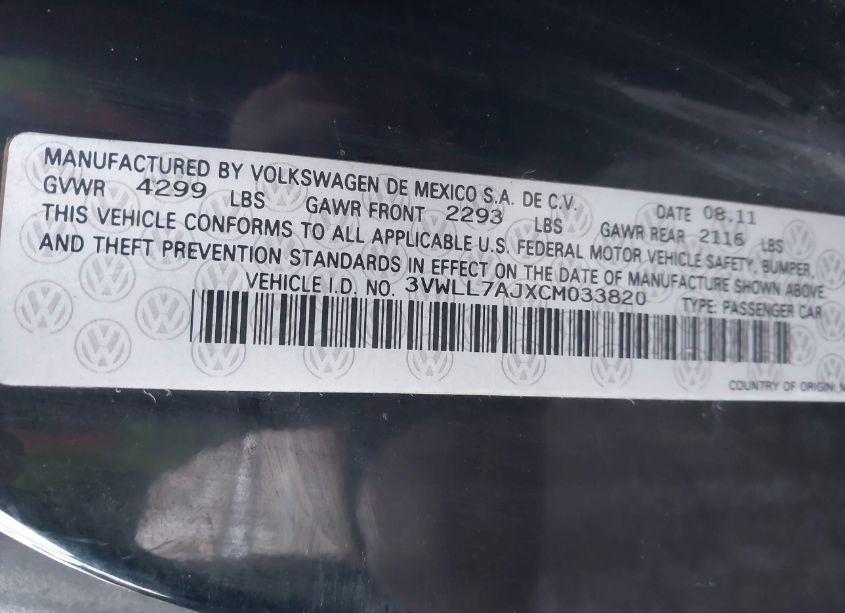 MANUFACTURED BY VOLKSWAGEN DE MEXICO S.A. DE C.V. DATE 08.11
GVWR 4299 LBS GAWR FRONT 2293 LBS GAWR REAR 2116 LBS
THIS VEHICLE CONFORMS TO ALL APPLICABLE U.S. FEDERAL MOTOR VEHICLE SAFETY, BUMPER,
AND THEFT PREVENTION STANDARDS IN EFFECT ON THE DATE OF MANUFACTURE SHOWN ABOVE.
VEHICLE I.D. NO. 3VWLL7AJXCM033820 TYPE: PASSENGER CAR
COUNTRY OF ORIGIN: M